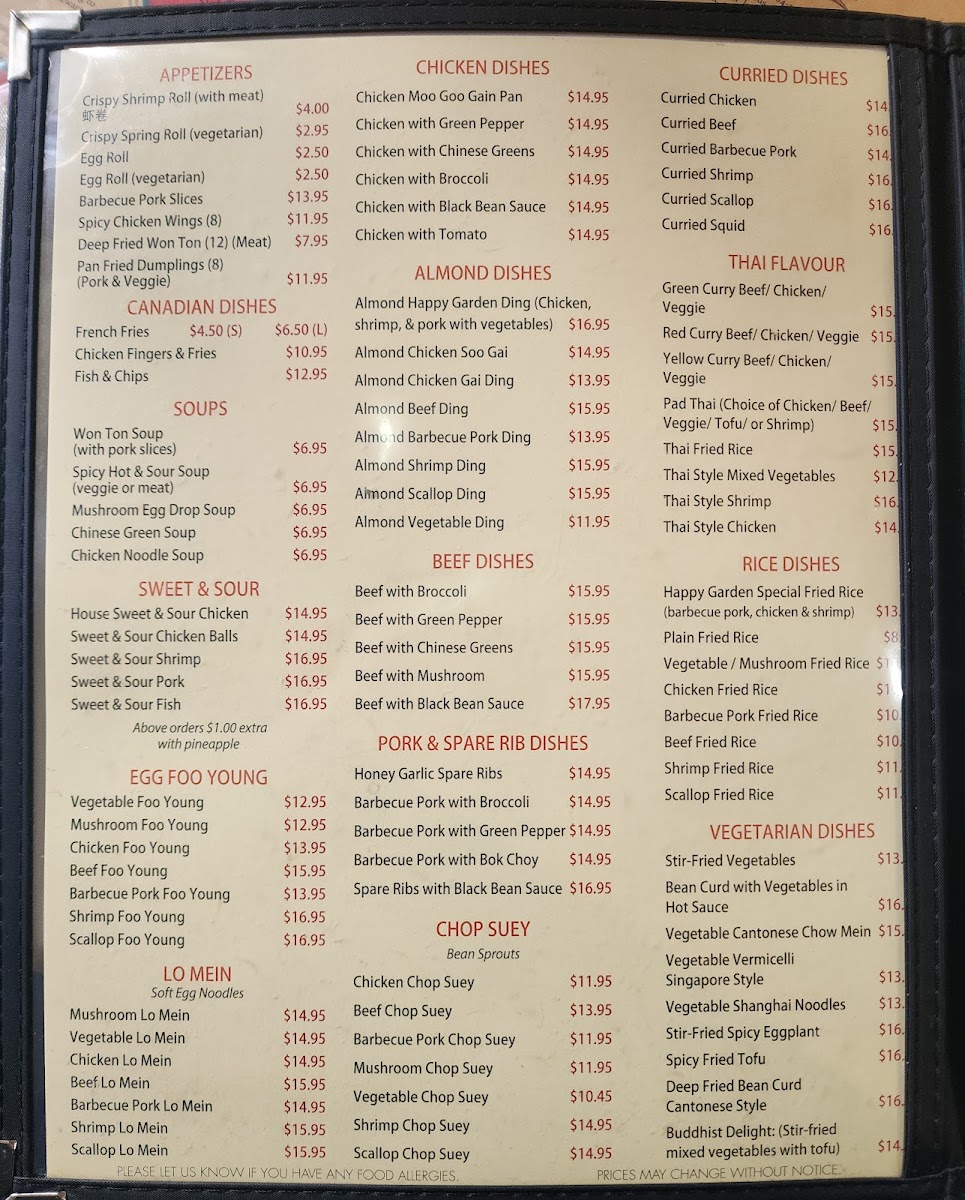 APPETIZERS
Crispy Shrimp Roll (with meat)
虾卷 $4.00
Crispy Spring Roll (vegetarian) $2.95
Egg Roll $2.50
Egg Roll (vegetarian) $2.50
Barbecue Pork Slices $13.95
Spicy Chicken Wings (8) $11.95
Deep Fried Won Ton (12) (Meat) $7.95
Pan Fried Dumplings (8)
(Pork & Veggie) $11.95
CANADIAN DISHES
French Fries $4.50 (S) $6.50 (L)
Chicken Fingers & Fries $10.95
Fish & Chips $12.95
SOUPS
Won Ton Soup
(with pork slices) $6.95
Spicy Hot & Sour Soup
(veggie or meat) $6.95
Mushroom Egg Drop Soup $6.95
Chinese Green Soup $6.95
Chicken Noodle Soup $6.95
SWEET & SOUR
House Sweet & Sour Chicken $14.95
Sweet & Sour Chicken Balls $14.95
Sweet & Sour Shrimp $16.95
Sweet & Sour Pork $16.95
Sweet & Sour Fish $16.95
Above orders $1.00 extra
with pineapple
EGG FOO YOUNG
Vegetable Foo Young $12.95
Mushroom Foo Young $12.95
Chicken Foo Young $13.95
Beef Foo Young $15.95
Barbecue Pork Foo Young $13.95
Shrimp Foo Young $16.95
Scallop Foo Young $16.95
LO MEIN
Soft Egg Noodles
Mushroom Lo Mein $14.95
Vegetable Lo Mein $14.95
Chicken Lo Mein $14.95
Beef Lo Mein $15.95
Barbecue Pork Lo Mein $14.95
Shrimp Lo Mein $15.95
Scallop Lo Mein $15.95
CHICKEN DISHES
Chicken Moo Goo Gain Pan $14.95
Chicken with Green Pepper $14.95
Chicken with Chinese Greens $14.95
Chicken with Broccoli $14.95
Chicken with Black Bean Sauce $14.95
Chicken with Tomato $14.95
ALMOND DISHES
Almond Happy Garden Ding (Chicken,
shrimp, & pork with vegetables) $16.95
Almond Chicken Soo Gai $14.95
Almond Chicken Gai Ding $13.95
Almond Beef Ding $15.95
Almond Barbecue Pork Ding $13.95
Almond Shrimp Ding $15.95
Almond Scallop Ding $15.95
Almond Vegetable Ding $11.95
BEEF DISHES
Beef with Broccoli $15.95
Beef with Green Pepper $15.95
Beef with Chinese Greens $15.95
Beef with Mushroom $15.95
Beef with Black Bean Sauce $17.95
PORK & SPARE RIB DISHES
Honey Garlic Spare Ribs $14.95
Barbecue Pork with Broccoli $14.95
Barbecue Pork with Green Pepper $14.95
Barbecue Pork with Bok Choy $14.95
Spare Ribs with Black Bean Sauce $16.95
CHOP SUEY
Bean Sprouts
Chicken Chop Suey $11.95
Beef Chop Suey $13.95
Barbecue Pork Chop Suey $11.95
Mushroom Chop Suey $11.95
Vegetable Chop Suey $10.45
Shrimp Chop Suey $14.95
Scallop Chop Suey $14.95
CURRIED DISHES
Curried Chicken $14.
Curried Beef $16.
Curried Barbecue Pork $14.
Curried Shrimp $16.
Curried Scallop $16.
Curried Squid $16.
THAI FLAVOUR
Green Curry Beef/ Chicken/
Veggie $15.
Red Curry Beef/ Chicken/ Veggie $15.
Yellow Curry Beef/ Chicken/
Veggie $15.
Pad Thai (Choice of Chicken/ Beef/
Veggie/ Tofu/ or Shrimp) $15.
Thai Fried Rice $15.
Thai Style Mixed Vegetables $12.
Thai Style Shrimp $16.
Thai Style Chicken $14.
RICE DISHES
Happy Garden Special Fried Rice
(barbecue pork, chicken & shrimp) $13.
Plain Fried Rice $8.
Vegetable / Mushroom Fried Rice
Chicken Fried Rice
Barbecue Pork Fried Rice $10.
Beef Fried Rice $10.
Shrimp Fried Rice $11.
Scallop Fried Rice $11.
VEGETARIAN DISHES
Stir-Fried Vegetables $13.
Bean Curd with Vegetables in
Hot Sauce $16.
Vegetable Cantonese Chow Mein $15.
Vegetable Vermicelli
Singapore Style $13.
Vegetable Shanghai Noodles $13.
Stir-Fried Spicy Eggplant $16.
Spicy Fried Tofu $16.
Deep Fried Bean Curd
Cantonese Style $16.
Buddhist Delight: (Stir-fried
mixed vegetables with tofu) $14.
PLEASE LET US KNOW IF YOU HAVE ANY FOOD ALLERGIES. PRICES MAY CHANGE WITHOUT NOTICE.